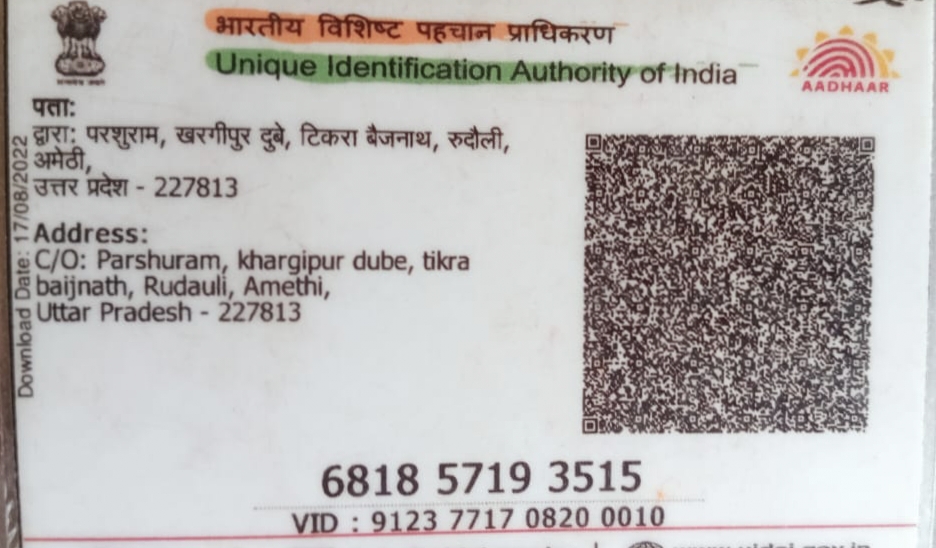 भारतीय विशिष्ट पहचान प्राधिकरण
Unique Identification Authority of India
AADHAAR
पता:
द्वारा: परशुराम, खरगीपुर दुबे, टिकरा बैजनाथ, रुदौली,
अमेठी,
उत्तर प्रदेश - 227813
Address:
C/O: Parshuram, khargipur dube, tikra
baijnath, Rudauli, Amethi,
Uttar Pradesh - 227813
Download Date: 17/08/2022
6818 5719 3515
VID : 9123 7717 0820 0010